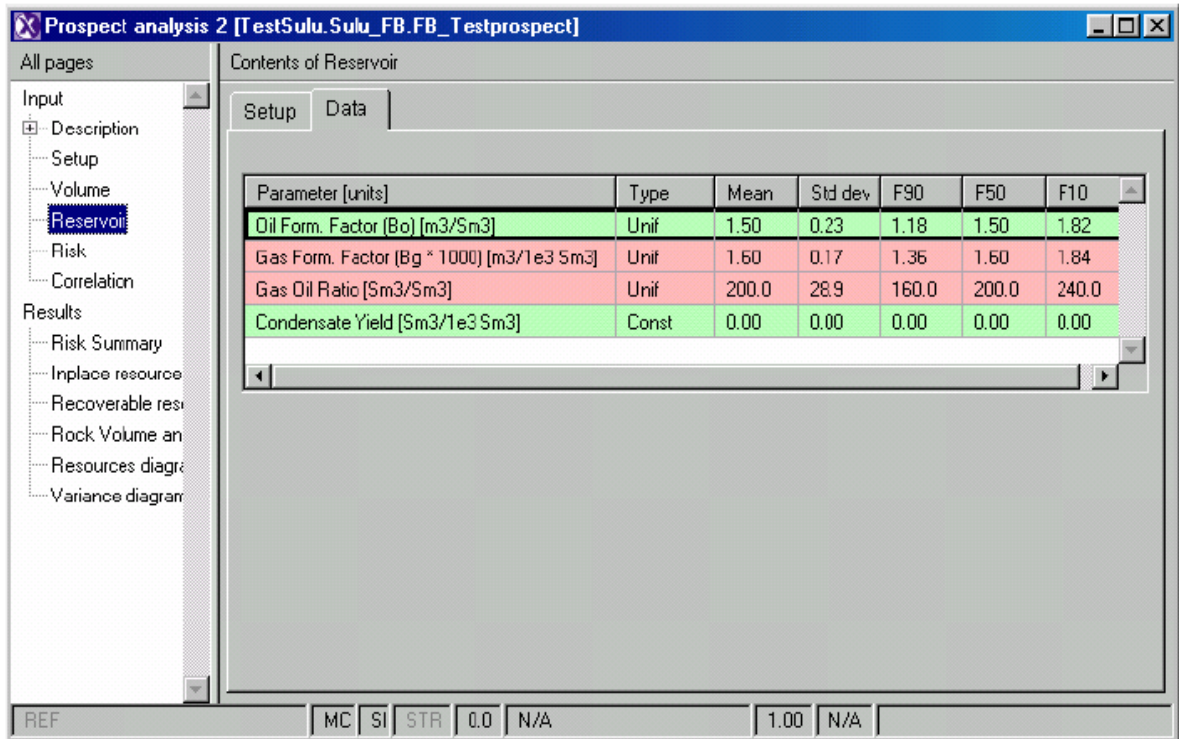 Prospect analysis 2 [TestSulu.Sulu_FB.FB_Testprospect]
All pages
Contents of Reservoir
Input
Description
Setup
Volume
Reservoir
Risk
Correlation
Results
Risk Summary
Inplace resource
Recoverable res
Rock Volume an
Resources diagra
Variance diagram
Setup Data
Parameter [units] Type Mean Std dev F90 F50 F10
Oil Form. Factor (Bo) [m3/Sm3] Unif 1.50 0.23 1.18 1.50 1.82
Gas Form. Factor (Bg * 1000) [m3/1e3 Sm3] Unif 1.60 0.17 1.36 1.60 1.84
Gas Oil Ratio [Sm3/Sm3] Unif 200.0 28.9 160.0 200.0 240.0
Condensate Yield [Sm3/1e3 Sm3] Const 0.00 0.00 0.00 0.00 0.00
REF MC SI STR 0.0 N/A 1.00 N/A